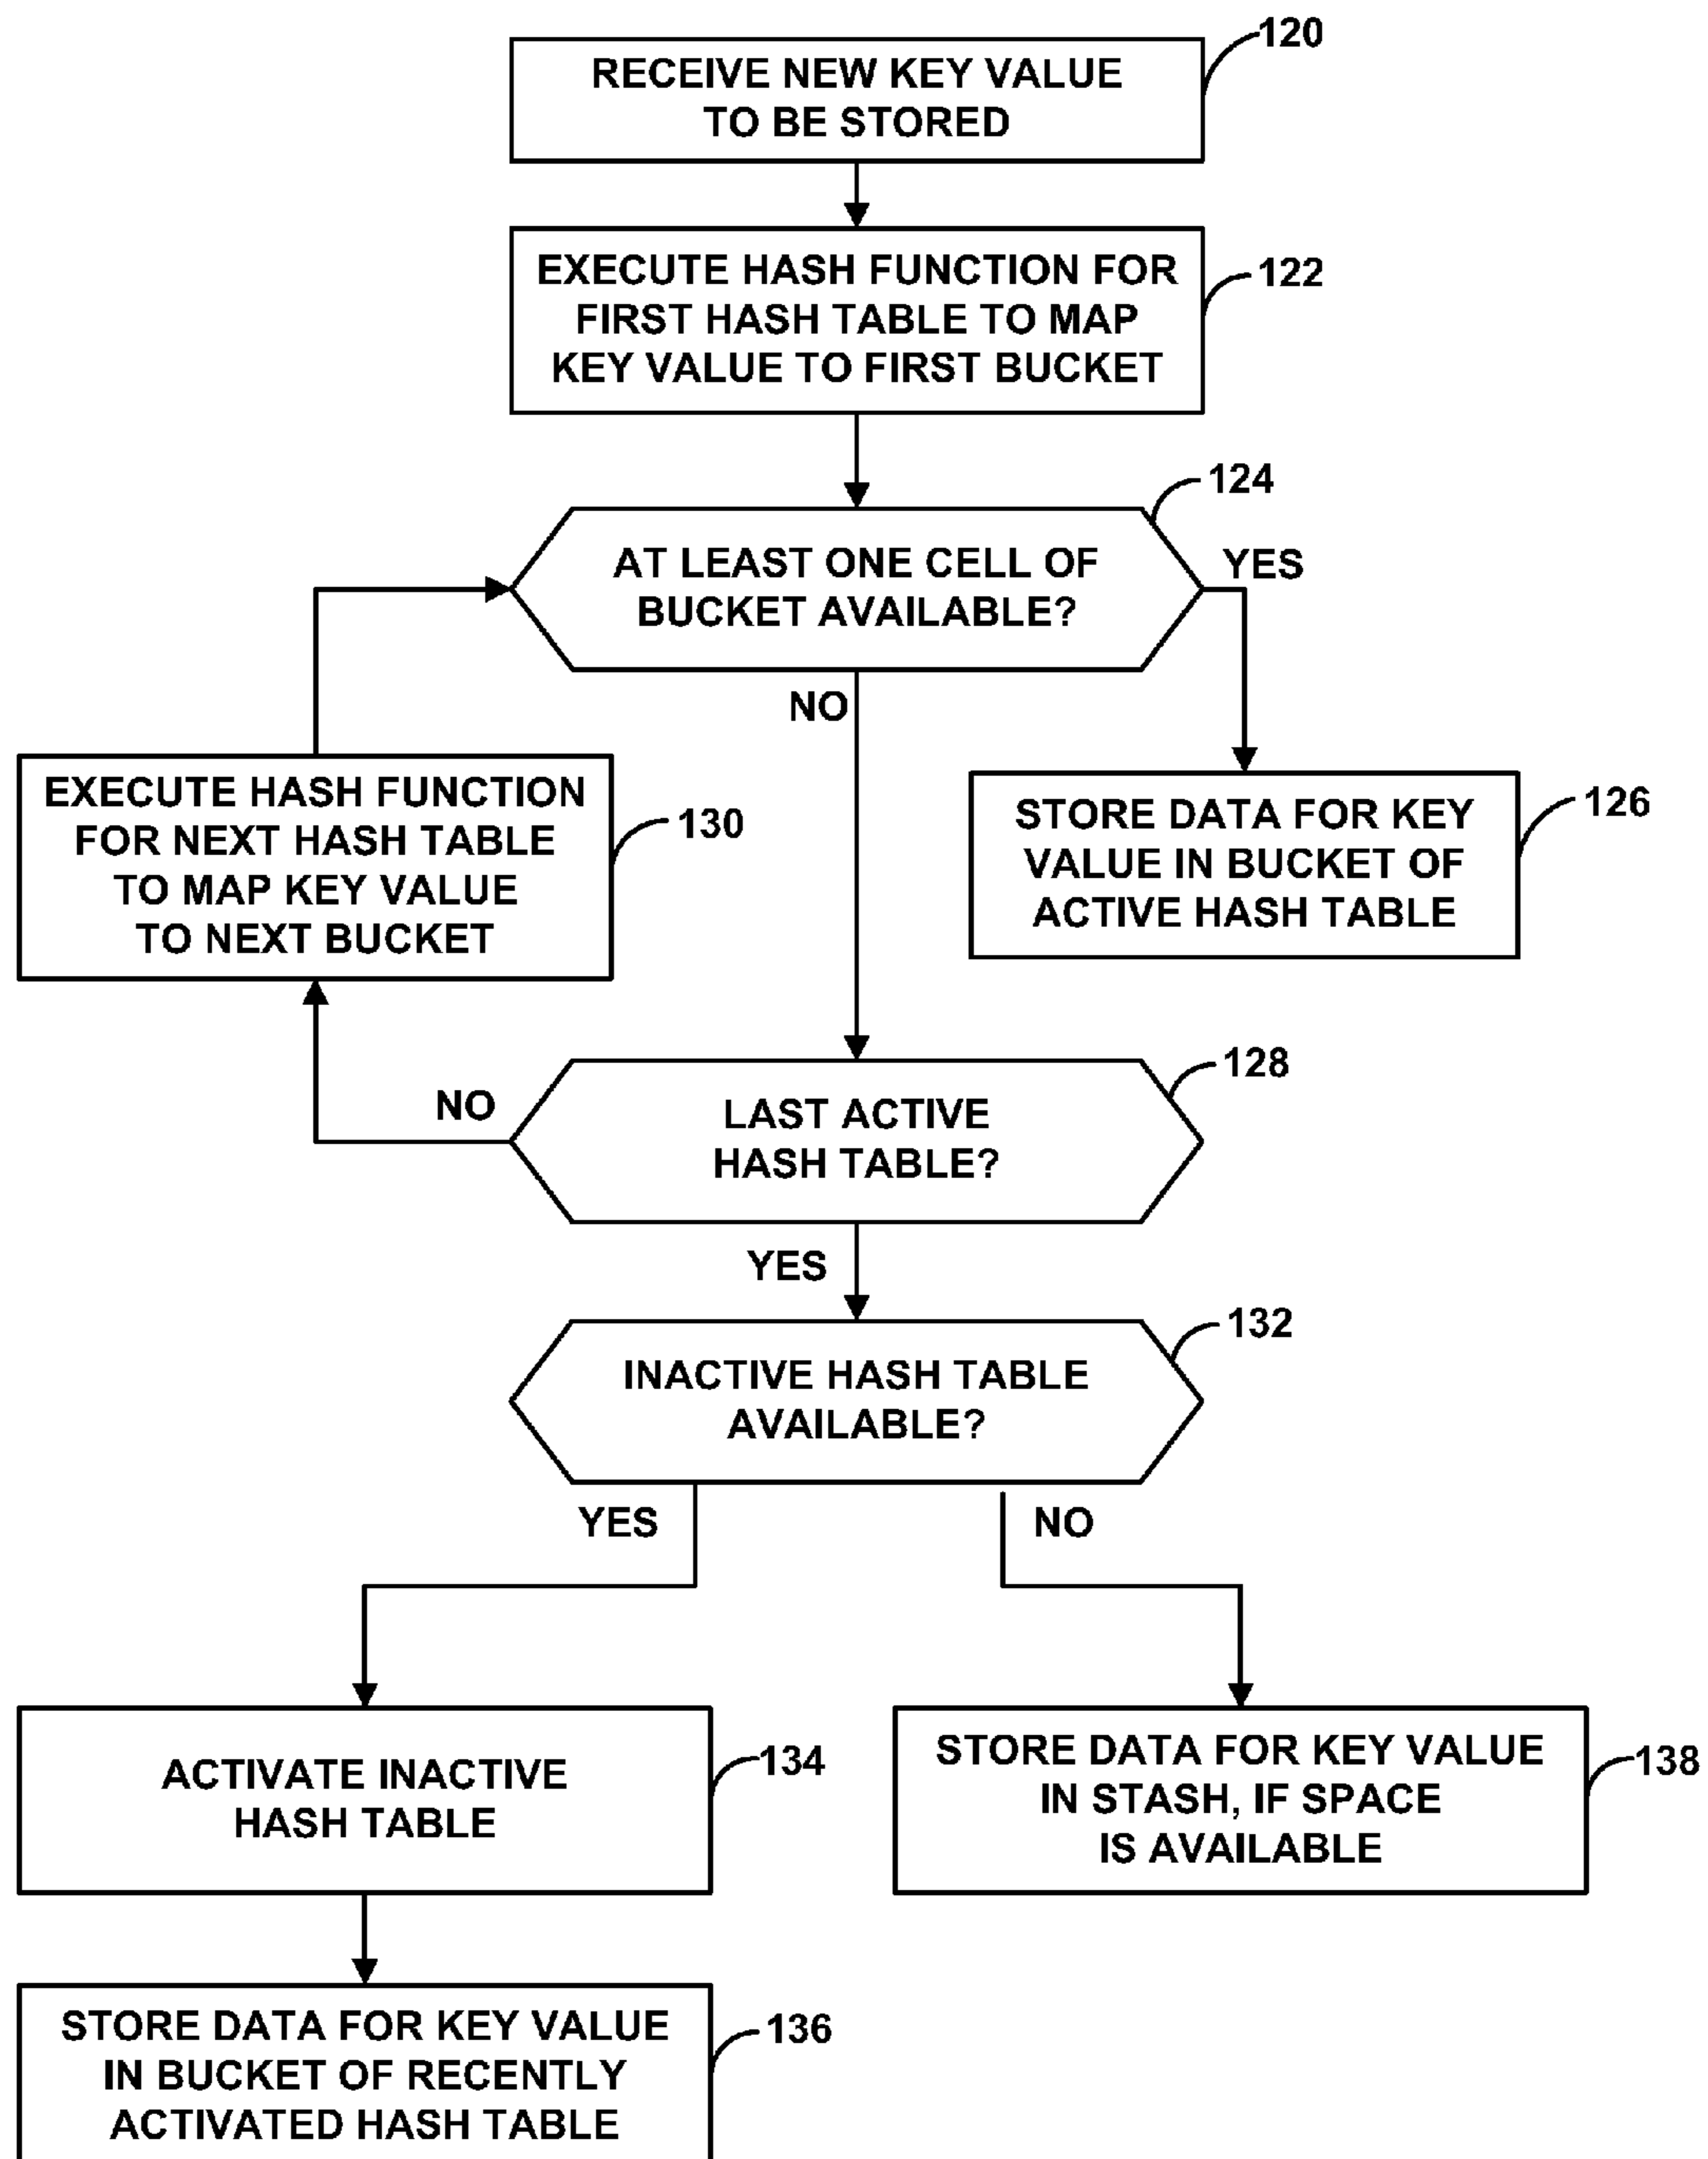 120
RECEIVE NEW KEY VALUE
TO BE STORED
EXECUTE HASH FUNCTION FOR
FIRST HASH TABLE TO MAP
KEY VALUE TO FIRST BUCKET
122
124
AT LEAST ONE CELL OF
BUCKET AVAILABLE?
YES
NO
EXECUTE HASH FUNCTION
FOR NEXT HASH TABLE
TO MAP KEY VALUE
TO NEXT BUCKET
130
STORE DATA FOR KEY
VALUE IN BUCKET OF
ACTIVE HASH TABLE
126
128
LAST ACTIVE
HASH TABLE?
NO
YES
132
INACTIVE HASH TABLE
AVAILABLE?
YES
NO
ACTIVATE INACTIVE
HASH TABLE
134
STORE DATA FOR KEY VALUE
IN STASH, IF SPACE
IS AVAILABLE
138
STORE DATA FOR KEY VALUE
IN BUCKET OF RECENTLY
ACTIVATED HASH TABLE
136